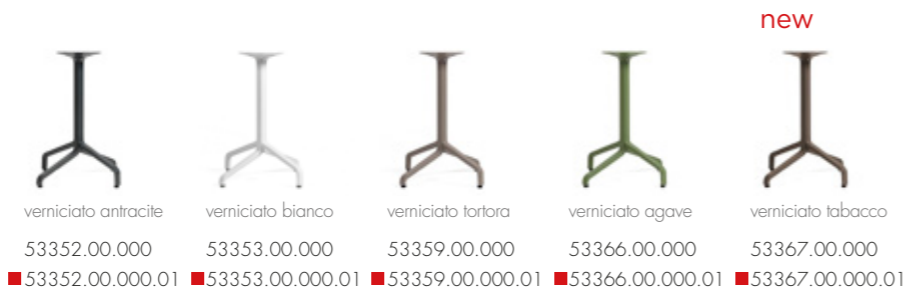 new
verniciato antracite verniciato bianco verniciato tortora verniciato agave verniciato tabacco
53352.00.000 53353.00.000 53359.00.000 53366.00.000 53367.00.000
53352.00.000.01 53353.00.000.01 53359.00.000.01 53366.00.000.01 53367.00.000.01